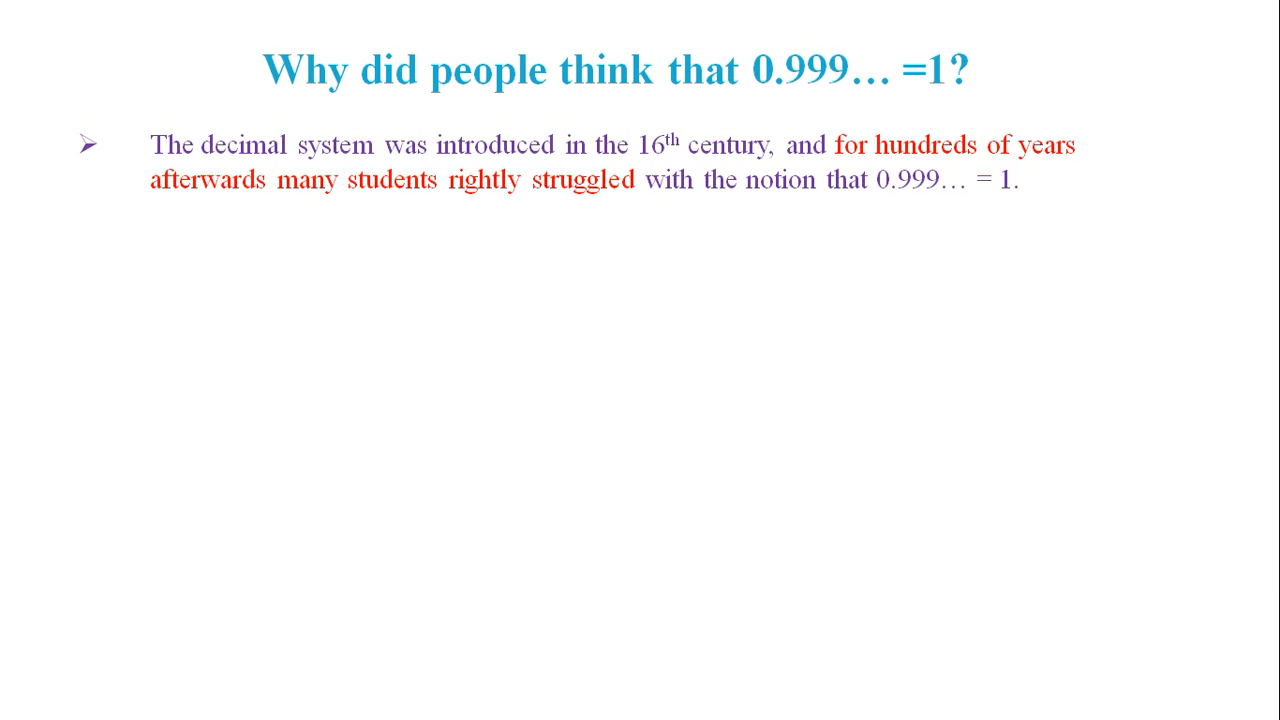 Why did people think that 0.999… =1?
➢ The decimal system was introduced in the 16th century, and for hundreds of years
afterwards many students rightly struggled with the notion that 0.999… = 1.